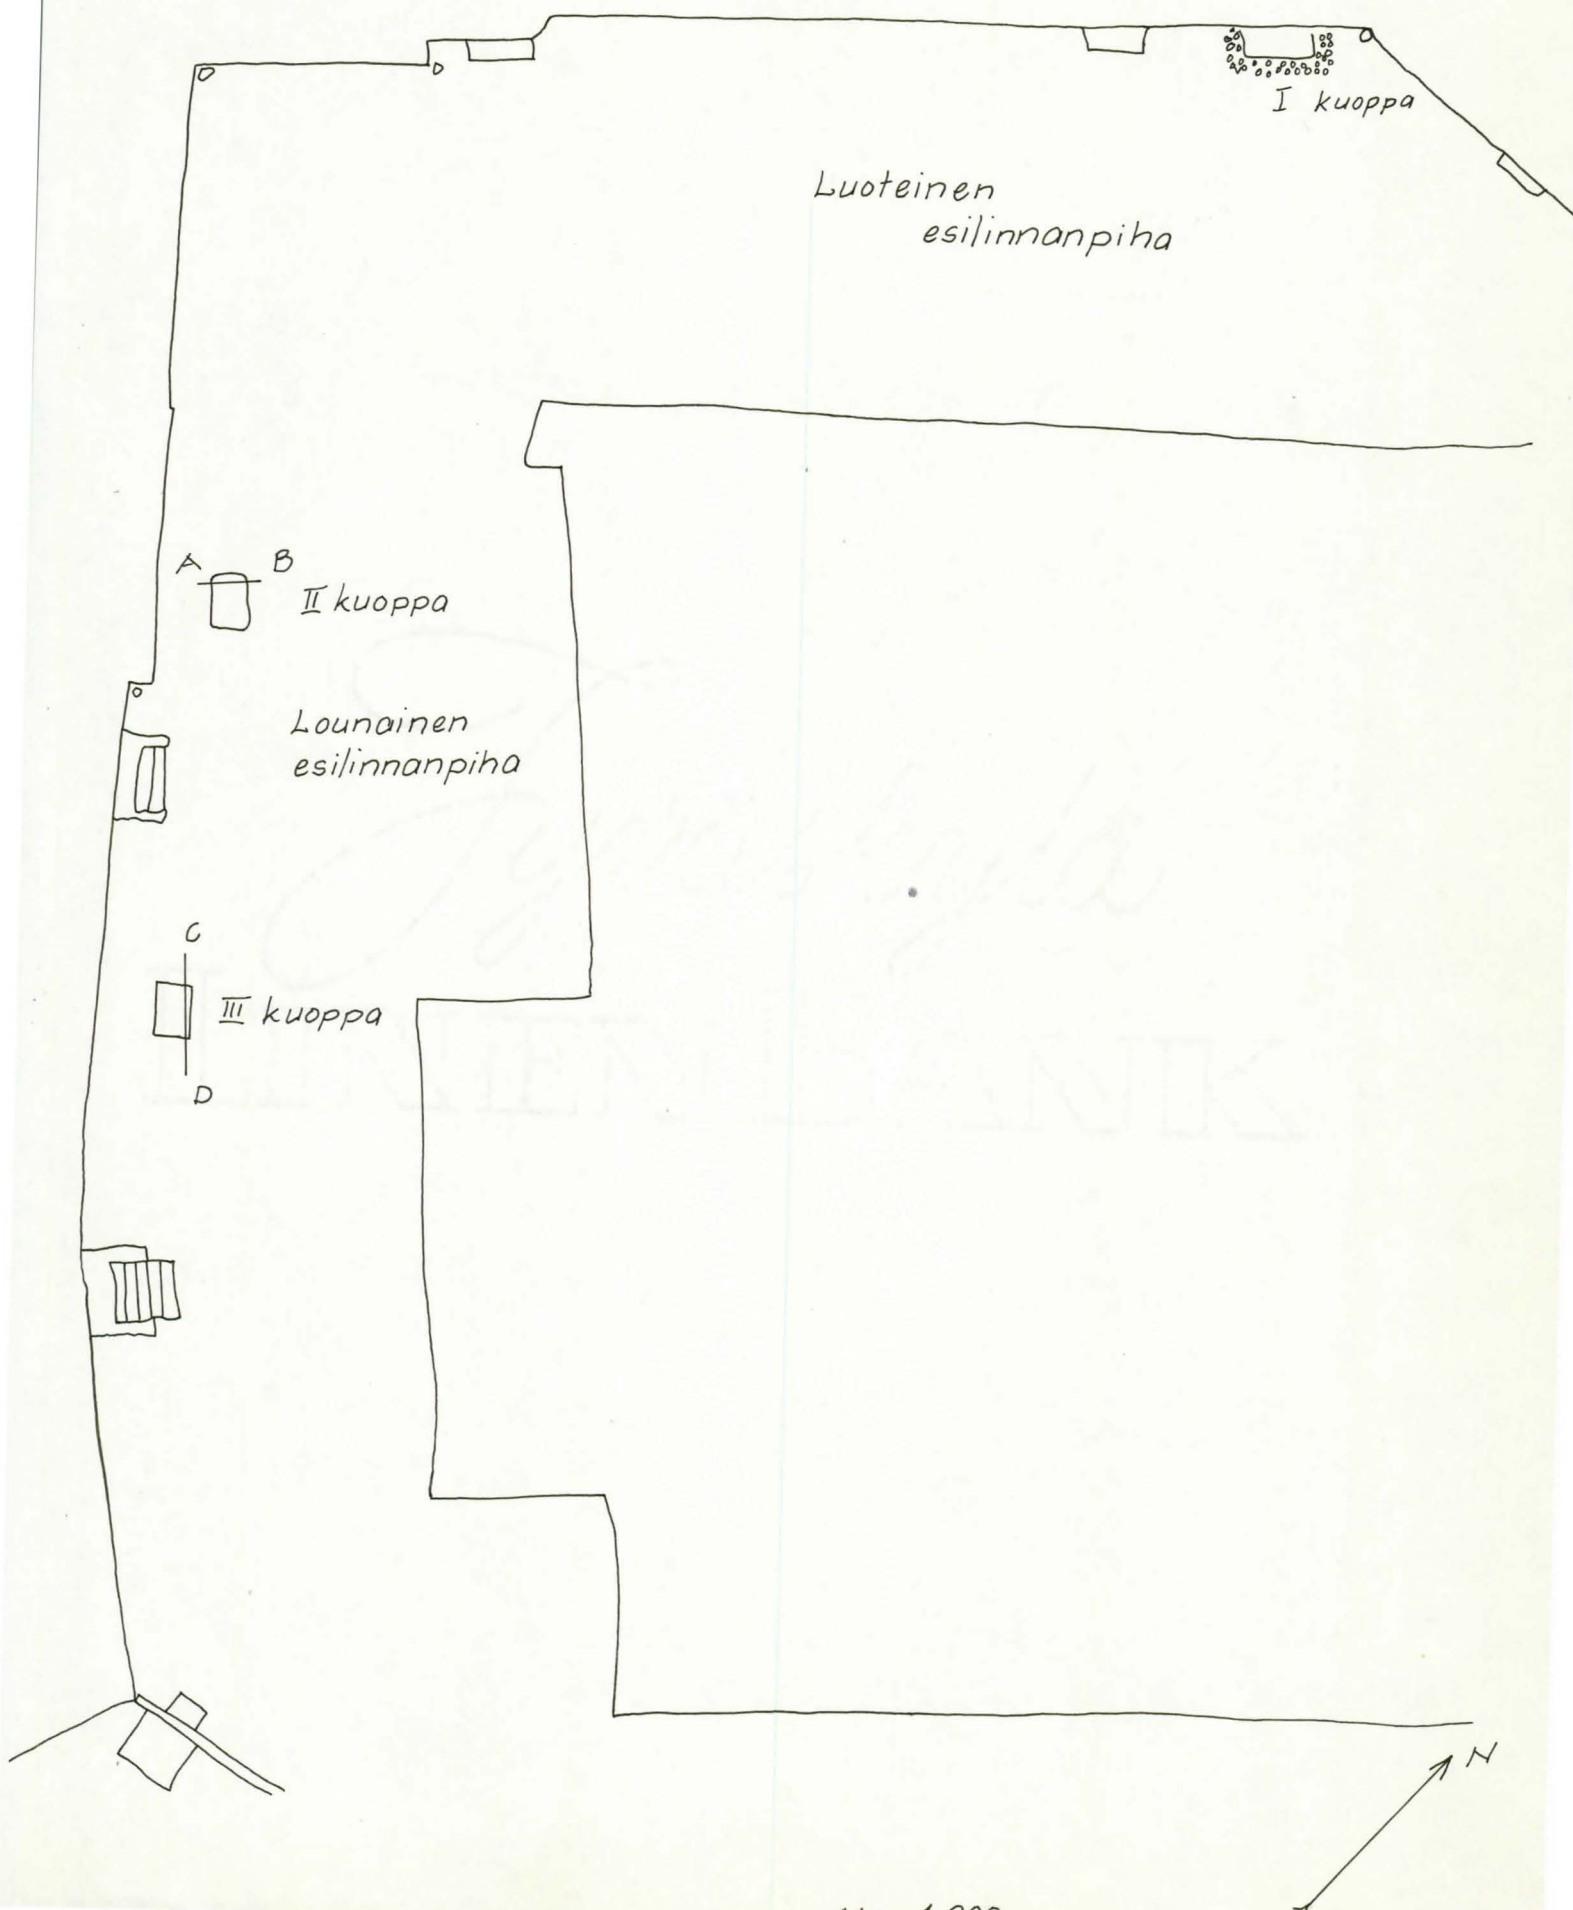 I kuoppa
Luoteinen
esilinnanpiha
A B
II kuoppa
Lounainen
esilinnanpiha
C
III kuoppa
D
N